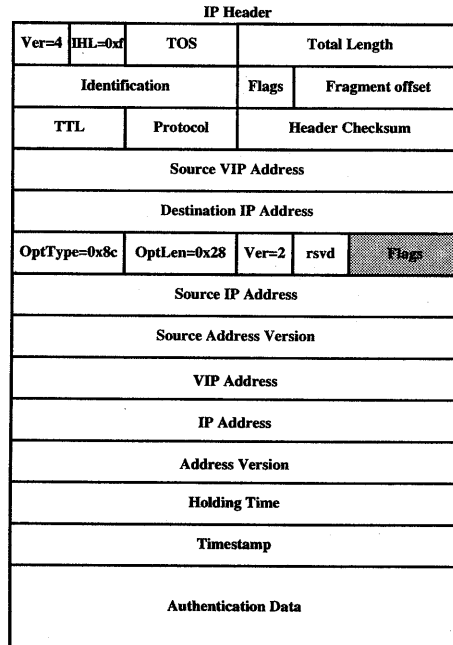 IP Header
Ver=4 IHL=0xf TOS Total Length
Identification Flags Fragment offset
TTL Protocol Header Checksum
Source VIP Address
Destination IP Address
OptType=0x8c OptLen=0x28 Ver=2 rsvd Flags
Source IP Address
Source Address Version
VIP Address
IP Address
Address Version
Holding Time
Timestamp
Authentication Data